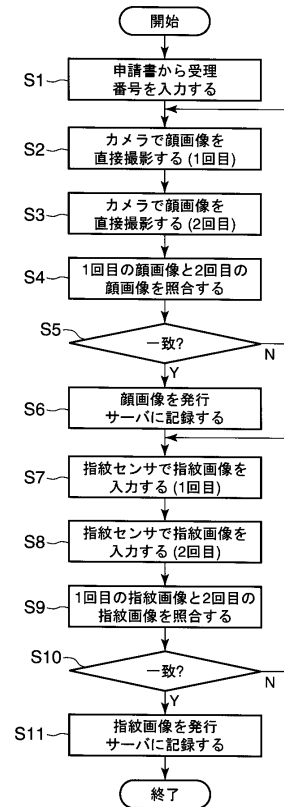 開始
S1
申請書から受理
番号を入力する
S2
カメラで顔画像を
直接撮影する(1回目)
S3
カメラで顔画像を
直接撮影する(2回目)
S4
1回目の顔画像と2回目の
顔画像を照合する
S5
一致?
N
Y
S6
顔画像を発行
サーバに記録する
S7
指紋センサで指紋画像を
入力する(1回目)
S8
指紋センサで指紋画像を
入力する(2回目)
S9
1回目の指紋画像と2回目の
指紋画像を照合する
S10
一致?
N
Y
S11
指紋画像を発行
サーバに記録する
終了